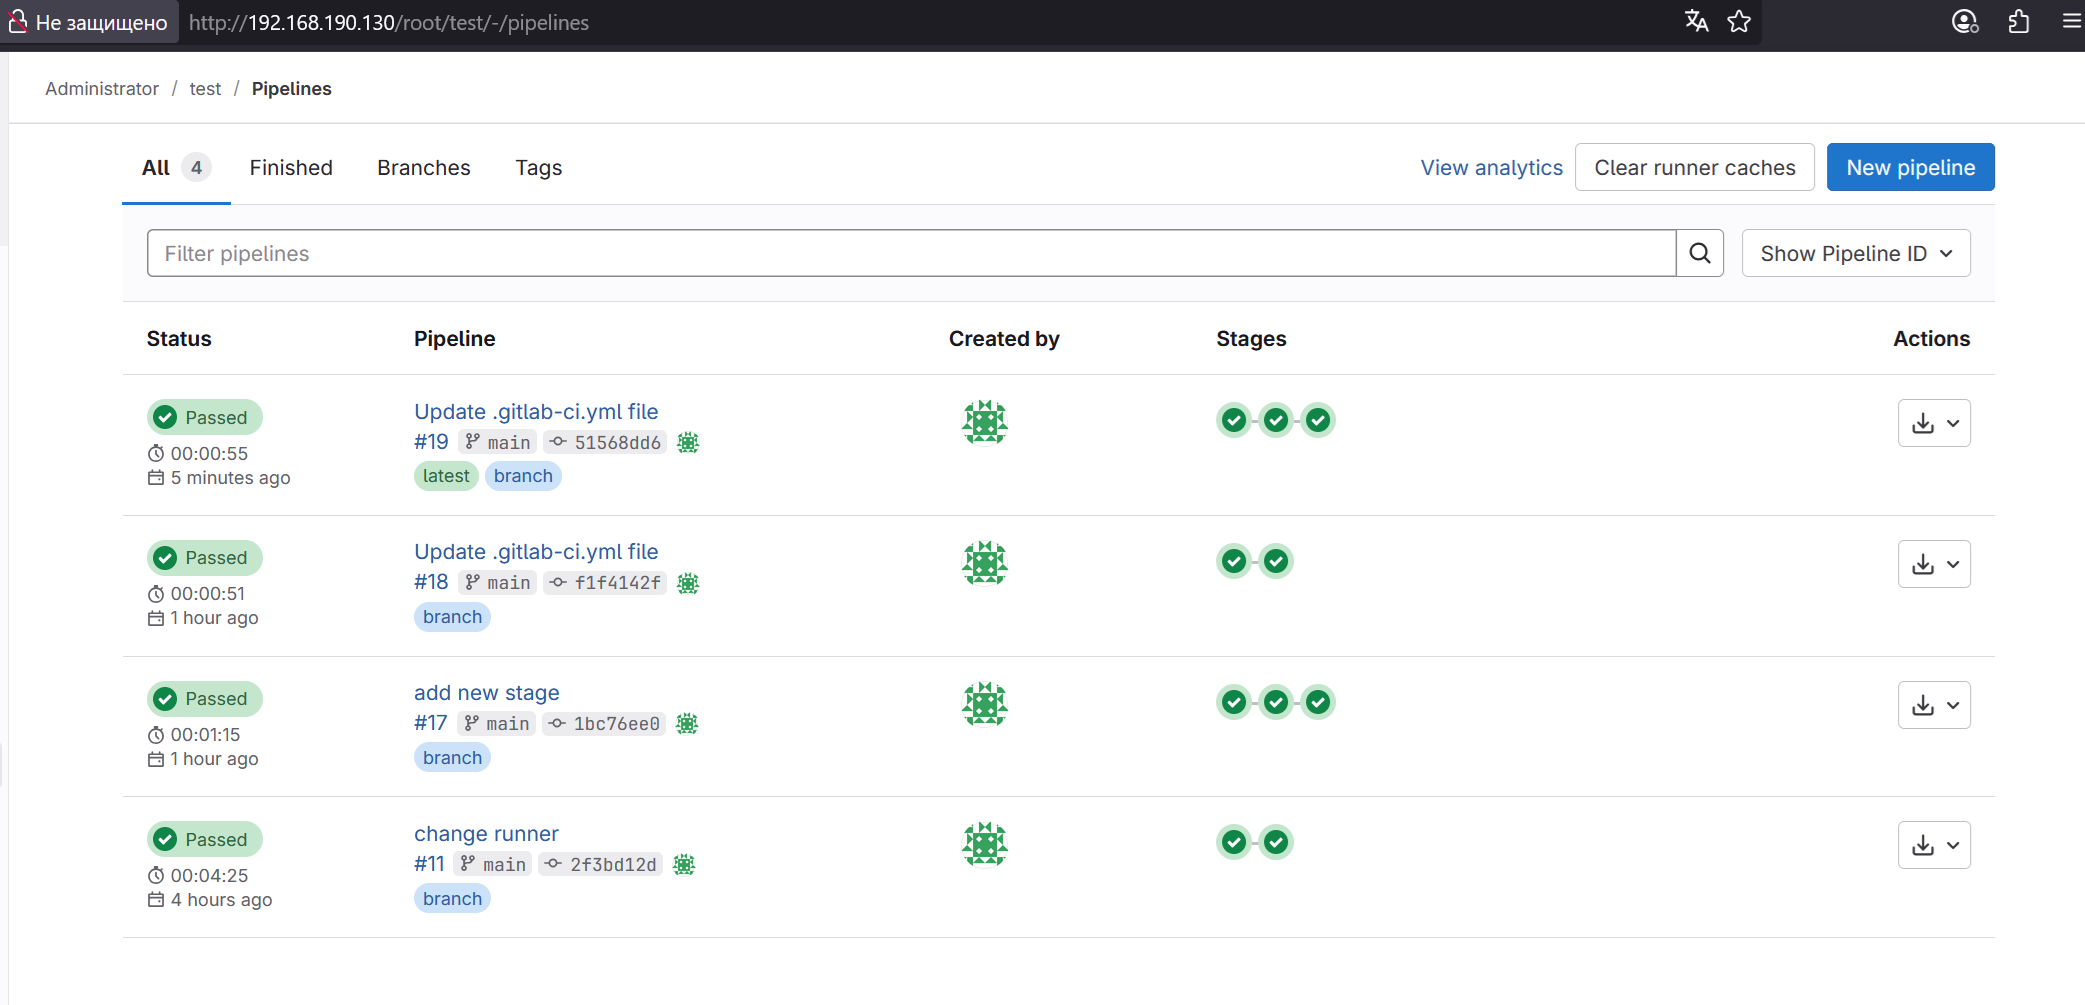 Не защищено http://192.168.190.130/root/test/-/pipelines
Administrator / test / Pipelines
All 4 Finished Branches Tags View analytics Clear runner caches New pipeline
Filter pipelines Show Pipeline ID
Status Pipeline Created by Stages Actions
Passed Update .gitlab-ci.yml file
#19 main 51568dd6
00:00:55
5 minutes ago latest branch
Passed Update .gitlab-ci.yml file
#18 main f1f4142f
00:00:51
1 hour ago branch
Passed add new stage
#17 main 1bc76ee0
00:01:15
1 hour ago branch
Passed change runner
#11 main 2f3bd12d
00:04:25
4 hours ago branch